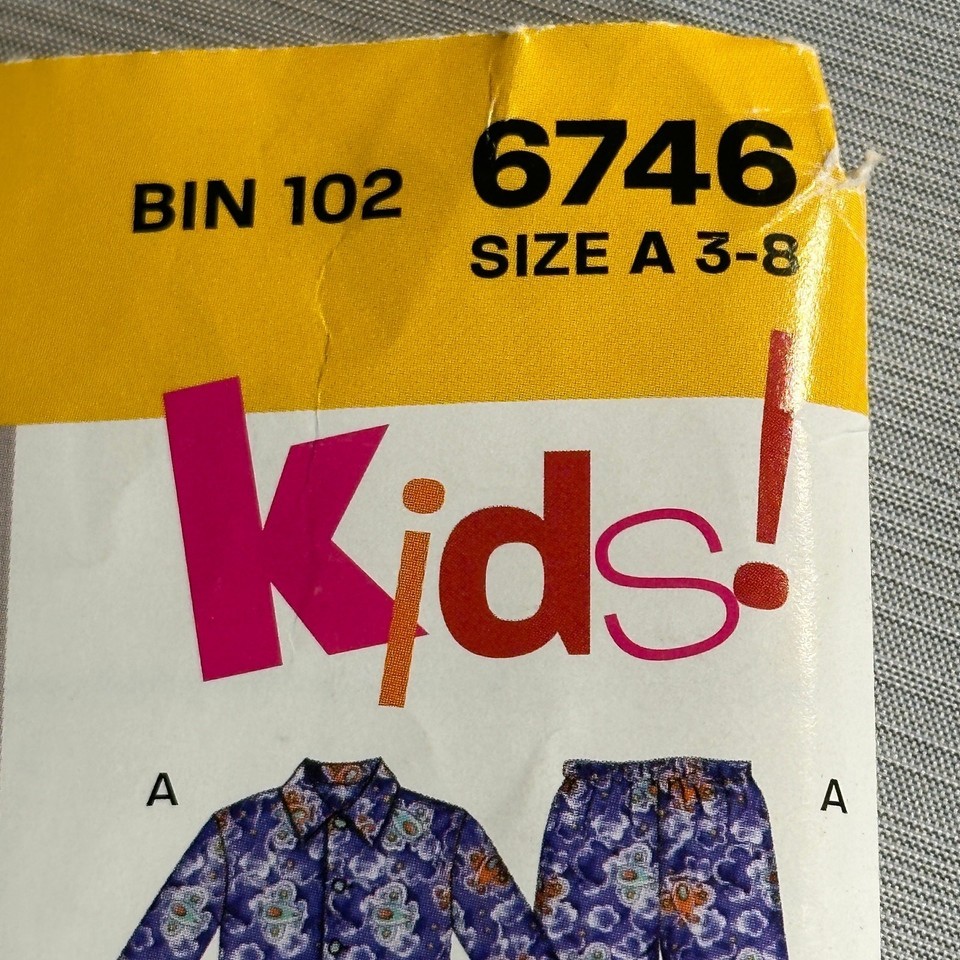 BIN 102 6746
SIZE A 3-8
Kids!
A A